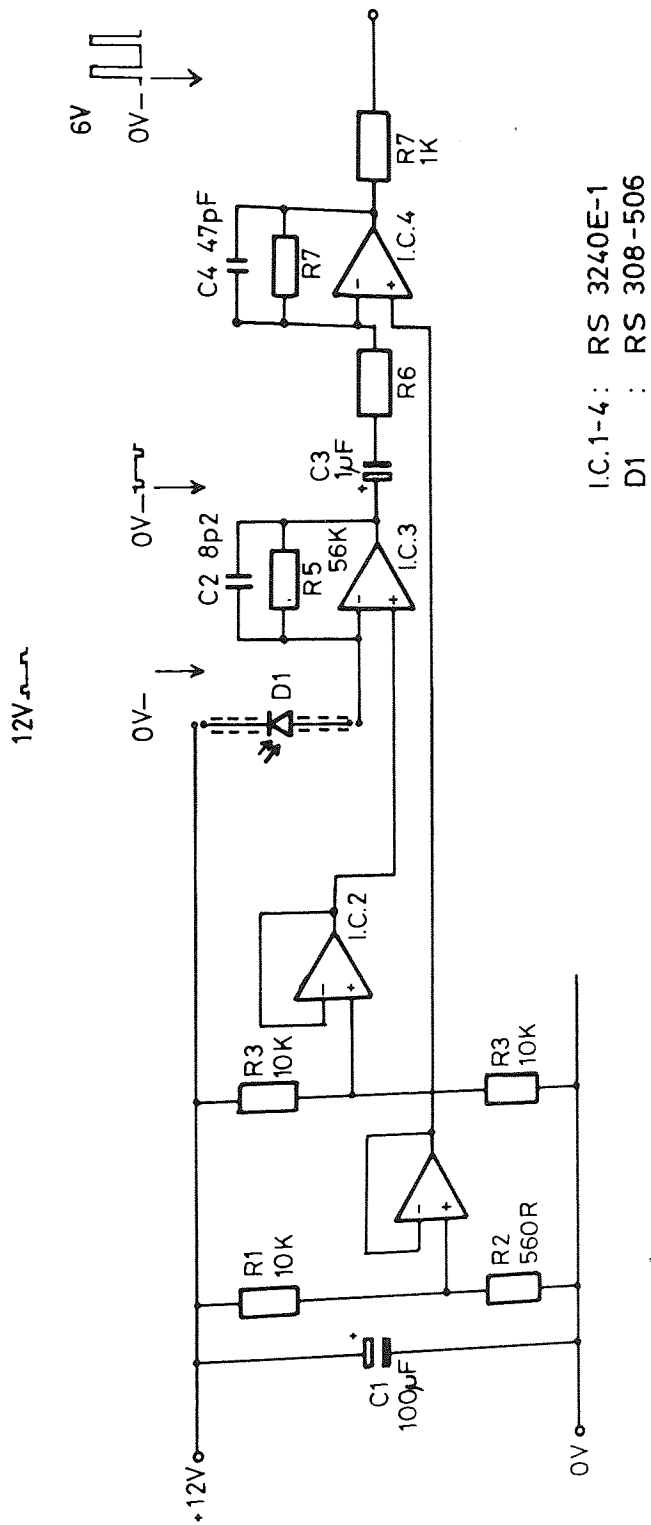 12V
6V
0V–
0V–
0V–
+12V
C1
100µF
R1
10K
R2
560R
R3
10K
R3
10K
–
+
–
+
I.C.2
D1
C2 8p2
R5
56K
–
+
I.C.3
+
C3
1µF
R6
C4 47pF
R7
–
+
I.C.4
R7
1K
+
0V
I.C.1-4 : RS 3240E-1
D1 : RS 308-506